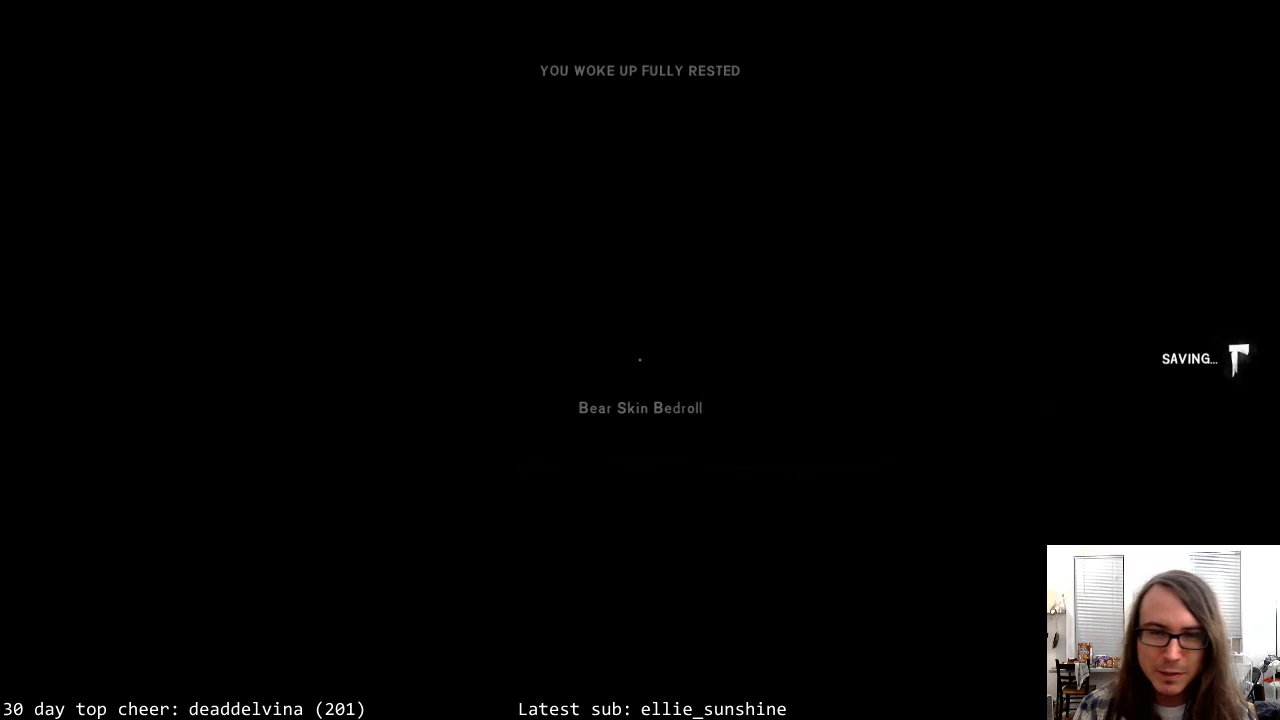 YOU WOKE UP FULLY RESTED
SAVING...
Bear Skin Bedroll
30 day top cheer: deaddelvina (201)
Latest sub: ellie_sunshine